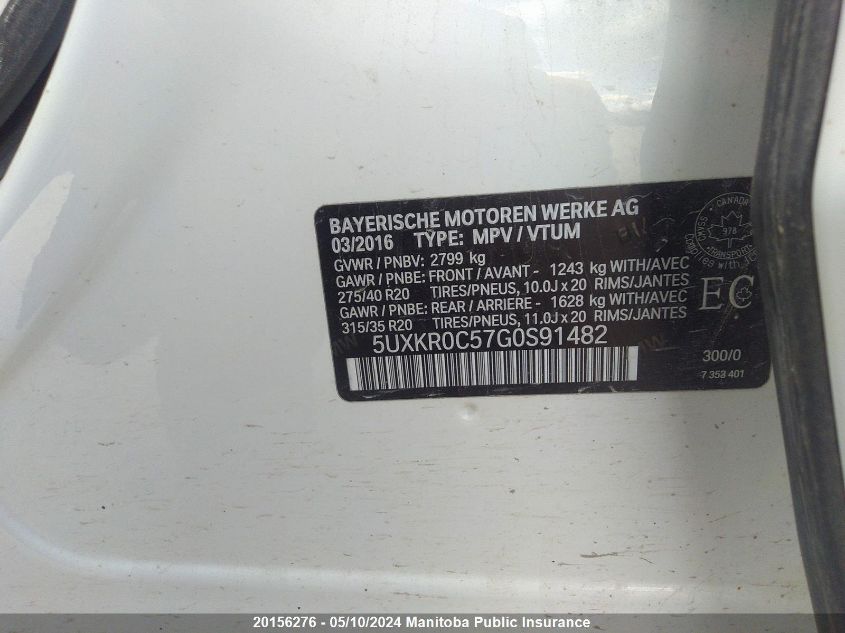 BAYERISCHE MOTOREN WERKE AG
03/2016 TYPE: MPV / VTUM
GVWR / PNBV: 2799 kg
GAWR / PNBE: FRONT / AVANT - 1243 kg WITH/AVEC
275/40 R20 TIRES/PNEUS, 10.0J x 20 RIMS/JANTES
GAWR / PNBE: REAR / ARRIERE - 1628 kg WITH/AVEC
315/35 R20 TIRES/PNEUS, 11.0J x 20 RIMS/JANTES
5UXKR0C57G0S91482
CANADA
978
TRANSPORT
EC
300/0
7 353 401
20156276 - 05/10/2024 Manitoba Public Insurance